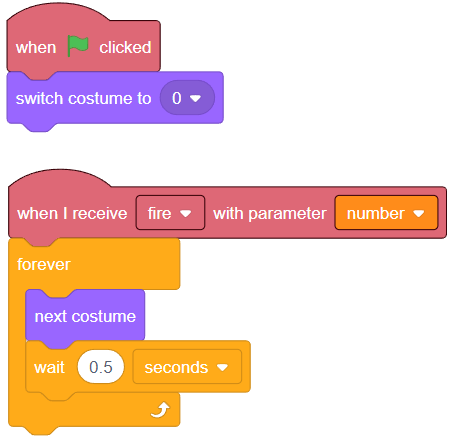 when clicked
switch costume to 0
when I receive fire with parameter number
forever
next costume
wait 0.5 seconds